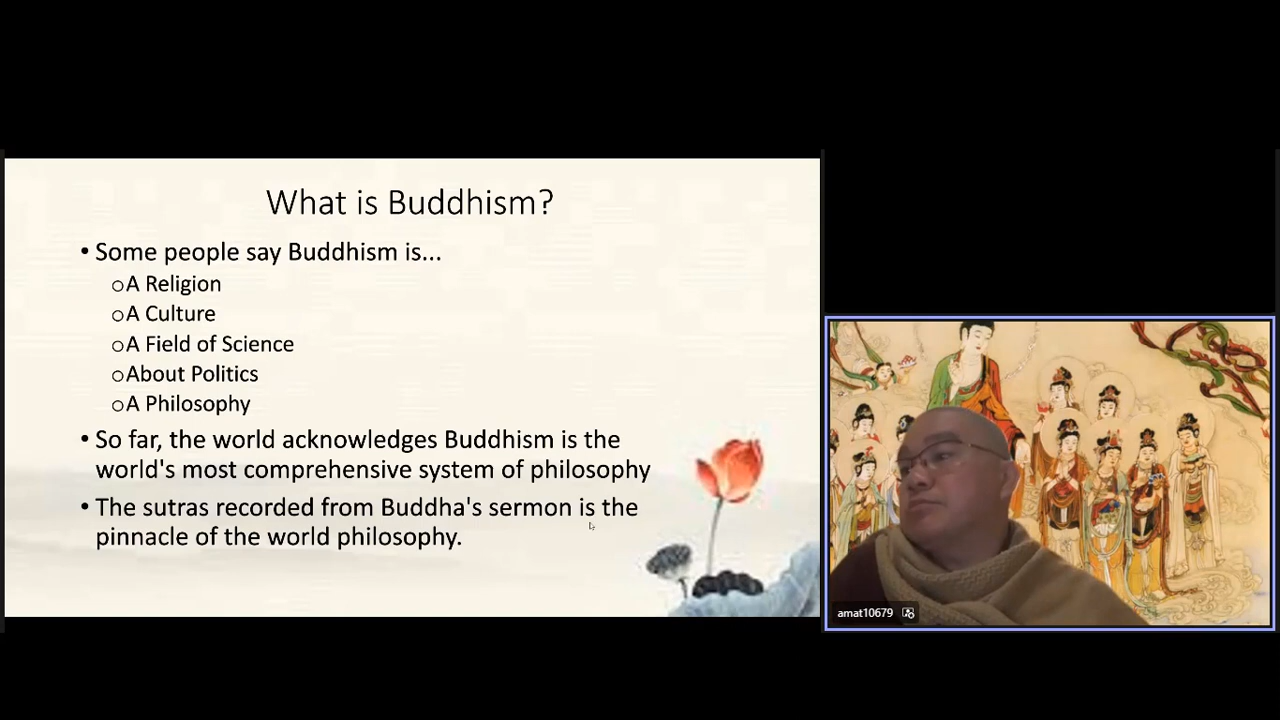 What is Buddhism?
• Some people say Buddhism is...
o A Religion
o A Culture
o A Field of Science
o About Politics
o A Philosophy
• So far, the world acknowledges Buddhism is the
world's most comprehensive system of philosophy
• The sutras recorded from Buddha's sermon is the
pinnacle of the world philosophy.
amat10679